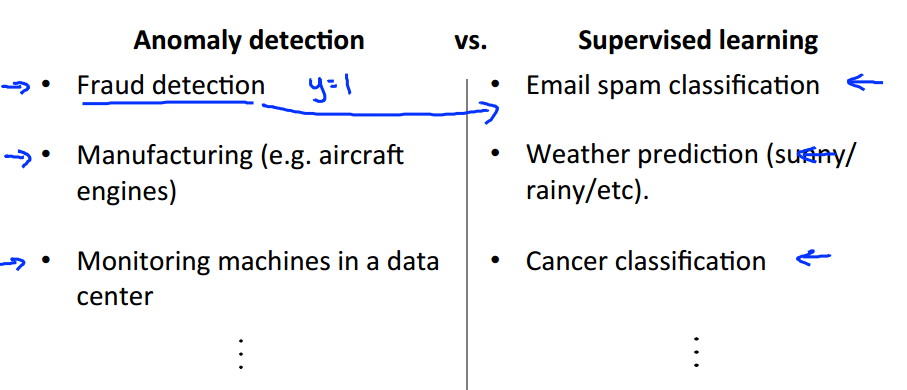 Anomaly detection vs. Supervised learning
• Fraud detection y=1
• Manufacturing (e.g. aircraft
engines)
• Monitoring machines in a data
center
• Email spam classification
• Weather prediction (sunny/
rainy/etc).
• Cancer classification